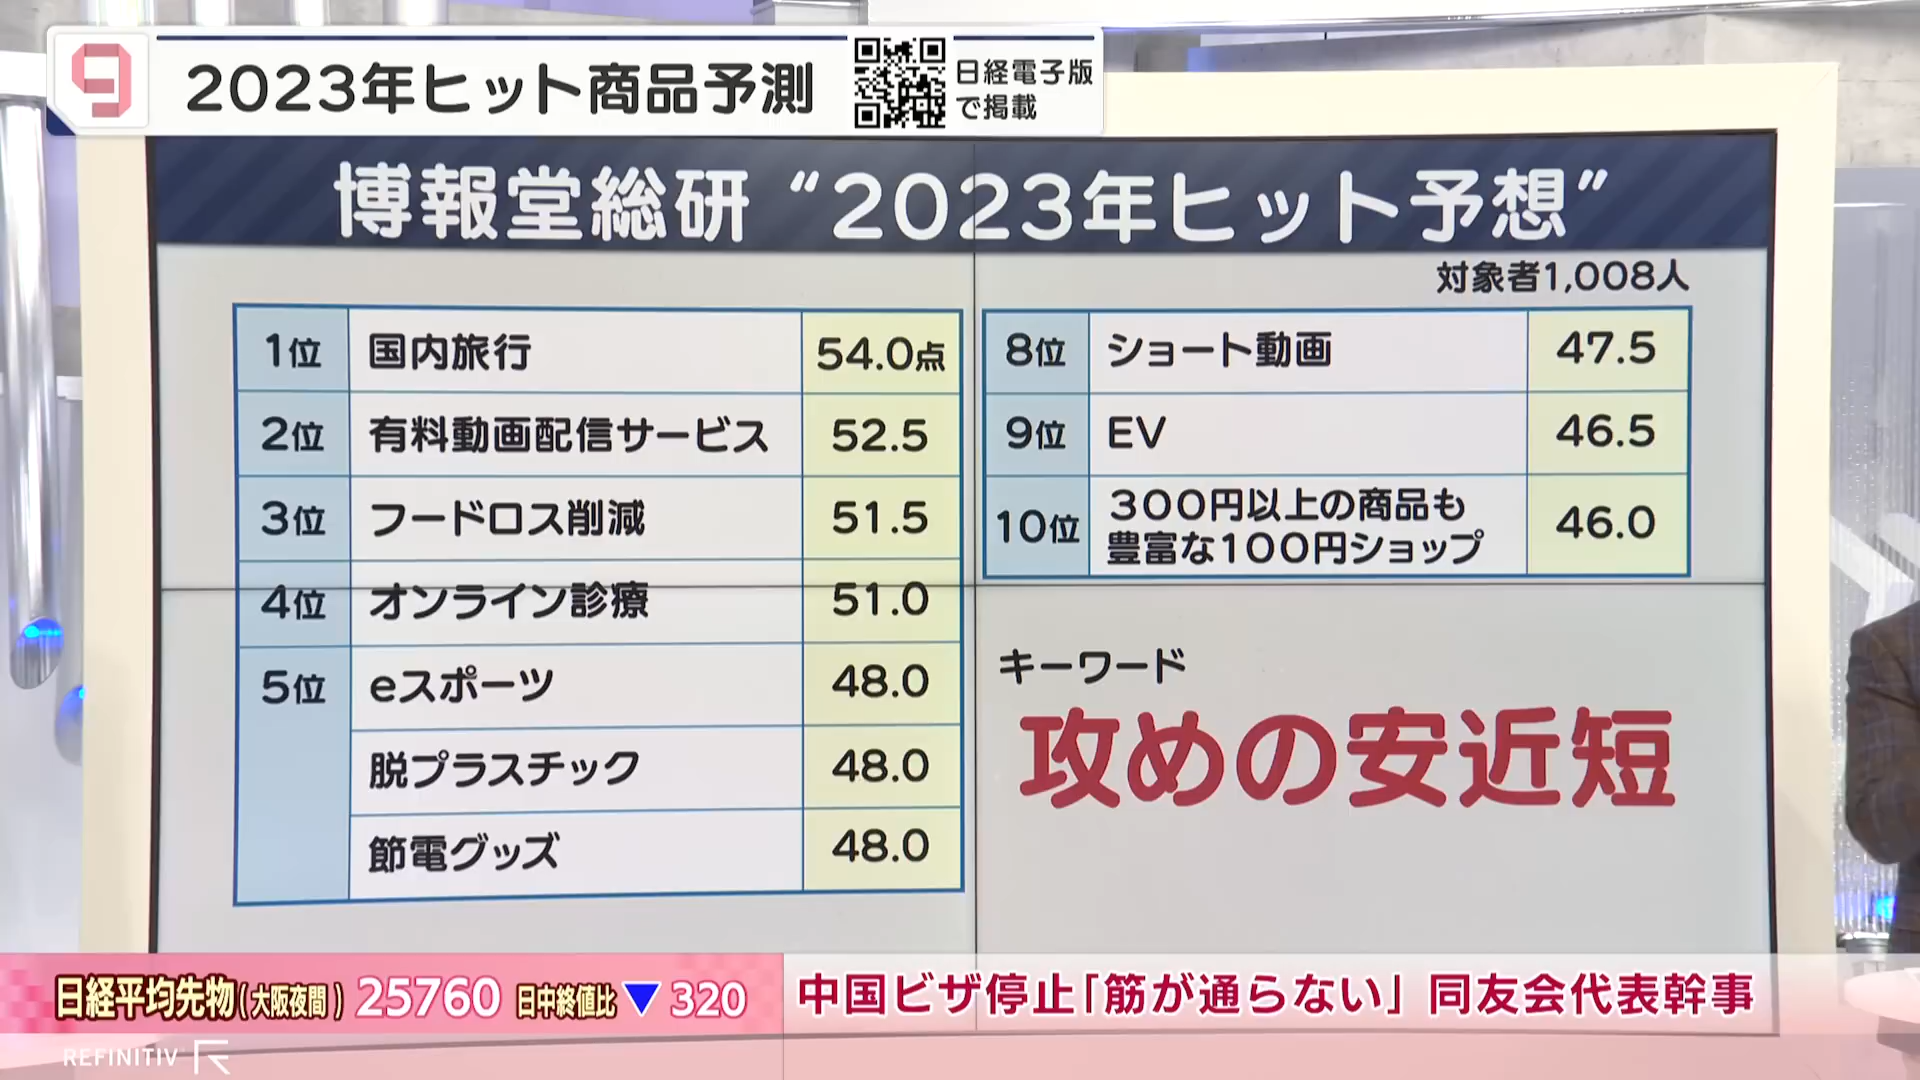 9
2023年ヒット商品予測
日経電子版
で掲載
博報堂総研 “2023年ヒット予想”
対象者1,008人
1位 国内旅行 54.0点
2位 有料動画配信サービス 52.5
3位 フードロス削減 51.5
4位 オンライン診療 51.0
5位 eスポーツ 48.0
脱プラスチック 48.0
節電グッズ 48.0
8位 ショート動画 47.5
9位 EV 46.5
10位 300円以上の商品も
豊富な100円ショップ 46.0
キーワード
攻めの安近短
日経平均先物(大阪夜間) 25760 日中終値比▼ 320
中国ビザ停止「筋が通らない」 同友会代表幹事
REFINITIV